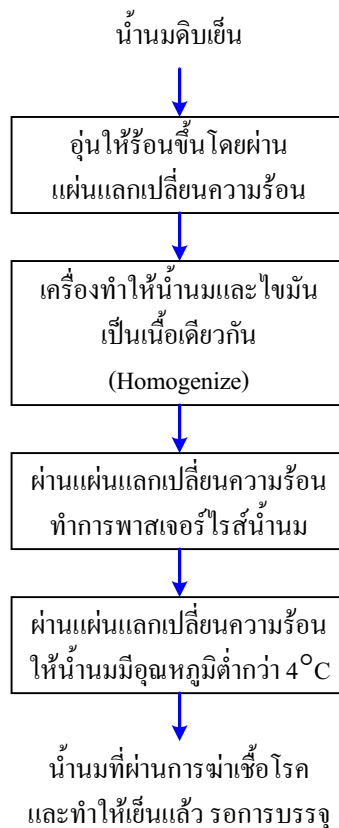 น้ำนมดิบเย็น
อุ่นให้ร้อนขึ้นโดยผ่าน
แผ่นแลกเปลี่ยนความร้อน
เครื่องทำให้น้ำนมและไขมัน
เป็นเนื้อเดียวกัน
(Homogenize)
ผ่านแผ่นแลกเปลี่ยนความร้อน
ทำการพาสเจอร์ไรส์น้ำนม
ผ่านแผ่นแลกเปลี่ยนความร้อน
ให้น้ำนมมีอุณหภูมิต่ำกว่า 4°C
น้ำนมที่ผ่านการฆ่าเชื้อโรค
และทำให้เย็นแล้ว รอการบรรจุ